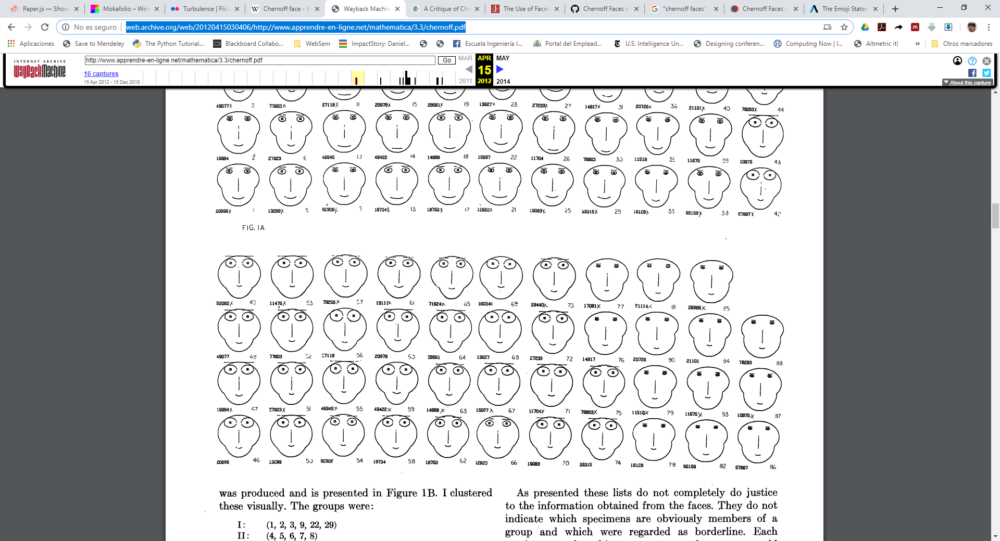 Paper.js — Show
Mokafolio – Wei
Turbulence | Flic
Chernoff face - W
Wayback Machin
A Critique of Che
The Use of Faces
Chernoff Faces in
"chernoff faces"
Chernoff Faces -
The Emoji States
No es seguro
web.archive.org/web/20120415030406/http://www.apprendre-en-ligne.net/mathematica/3.3/chernoff.pdf
Aplicaciones
Save to Mendeley
The Python Tutorial...
Blackboard Collabo...
WebSem
ImpactStory: Daniel...
Escuela Ingeniería I...
Portal del Emplead...
U.S. Intelligence Un...
Designing conferen...
Computing Now | I...
Altmetric it!
»
Otros marcadores
INTERNET ARCHIVE
WayBackMachine
http://www.apprendre-en-ligne.net/mathematica/3.3/chernoff.pdf
Go
MAR APR MAY
16 captures
15
15 Apr 2012 - 15 Dec 2018
2011 2012 2014
About this capture
49077X 3 77603X 27118X 11 20978X 15 28561X 19 13627X 23 27233X 27 14817X 31 20726X 36 21101X 40 78283X 44
19984 2 27923 6 46945 10 49422 14 14888 18 15697 22 11704 26 79803 30 11518 35 11675 39 10875 43
20696X 1 13289X 5 92906X 9 19734X 13 18750X 17 12820X 21 19083X 25 33315X 29 16128X 33 95159X 38 57887X 42
FIG. 1A
52082X 11475X 53 79256X 57 13111X 61 71624X 65 16034X 69 29440X 73 17081X 77 51114X 81 26989X 85
49077 49 77603 52 27118 56 20978 60 28561 64 13627 68 27233 72 14817 76 20726 80 21101 84 78283 88
19984X 47 27923X 51 46945X 55 49422X 59 14888X 63 15697X 67 11704X 71 79803X 75 11518X 79 11675X 83 10875X 87
20696 46 13289 50 92906 54 19734 58 18750 62 12820 66 19083 70 33315 74 16128 78 95159 82 57887 86
was produced and is presented in Figure 1B. I clustered
these visually. The groups were:
I: (1, 2, 3, 9, 22, 29)
II: (4, 5, 6, 7, 8)
As presented these lists do not completely do justice
to the information obtained from the faces. They do not
indicate which specimens are obviously members of a
group and which were regarded as borderline. Each